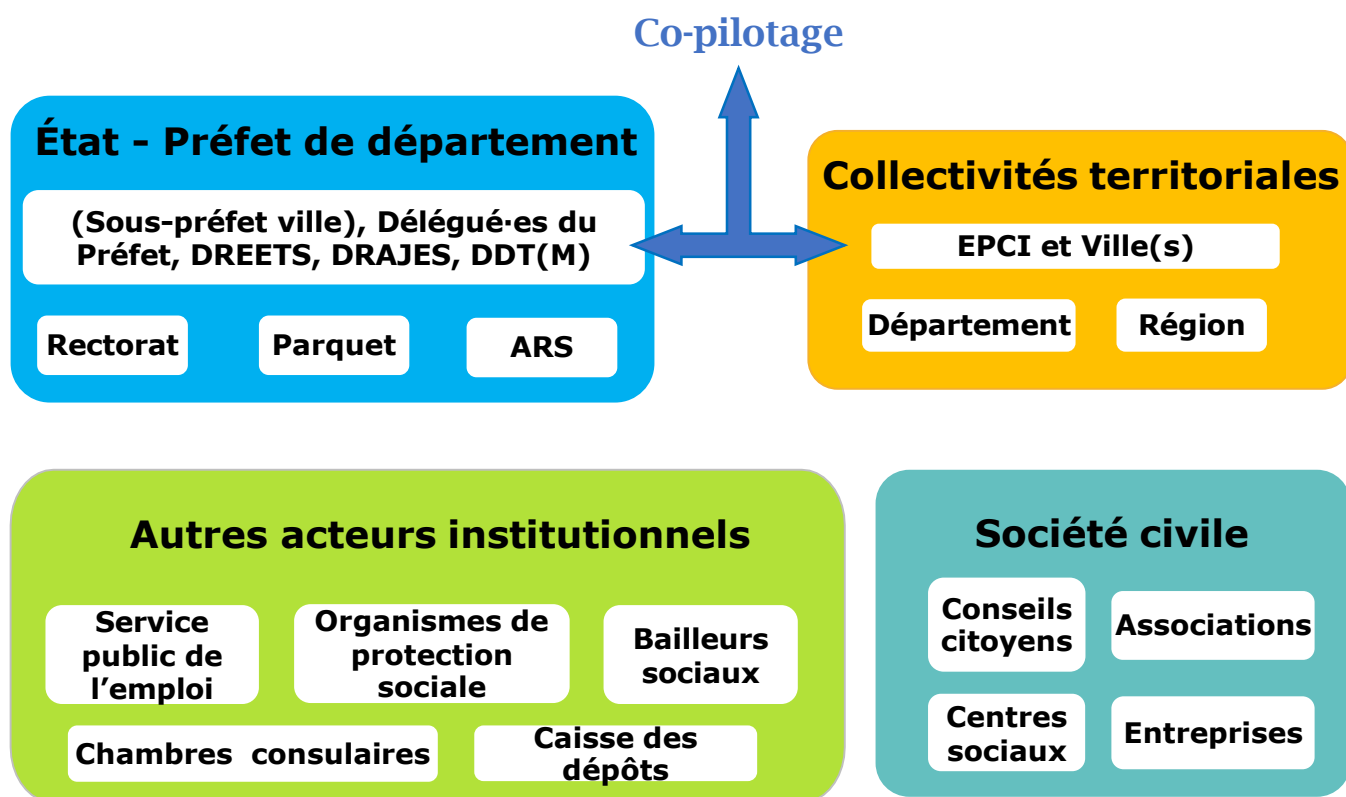 Co-pilotage
État - Préfet de département
(Sous-préfet ville), Délégué·es du
Préfet, DREETS, DRAJES, DDT(M)
Rectorat
Parquet
ARS
Collectivités territoriales
EPCI et Ville(s)
Département
Région
Autres acteurs institutionnels
Service
public de
l’emploi
Organismes de
protection
sociale
Bailleurs
sociaux
Chambres consulaires
Caisse des
dépôts
Société civile
Conseils
citoyens
Associations
Centres
sociaux
Entreprises